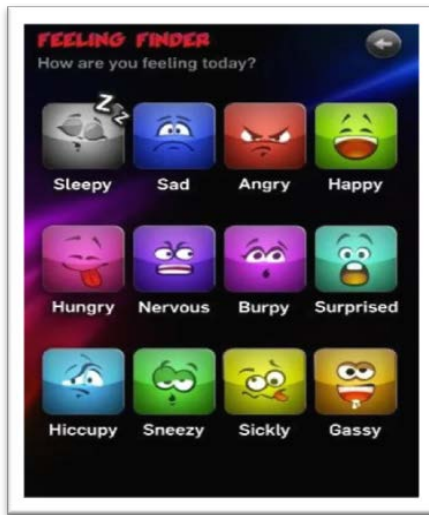 FEELING FINDER
How are you feeling today?
Z
Z
Sleepy Sad Angry Happy
Hungry Nervous Burpy Surprised
Hiccupy Sneezy Sickly Gassy